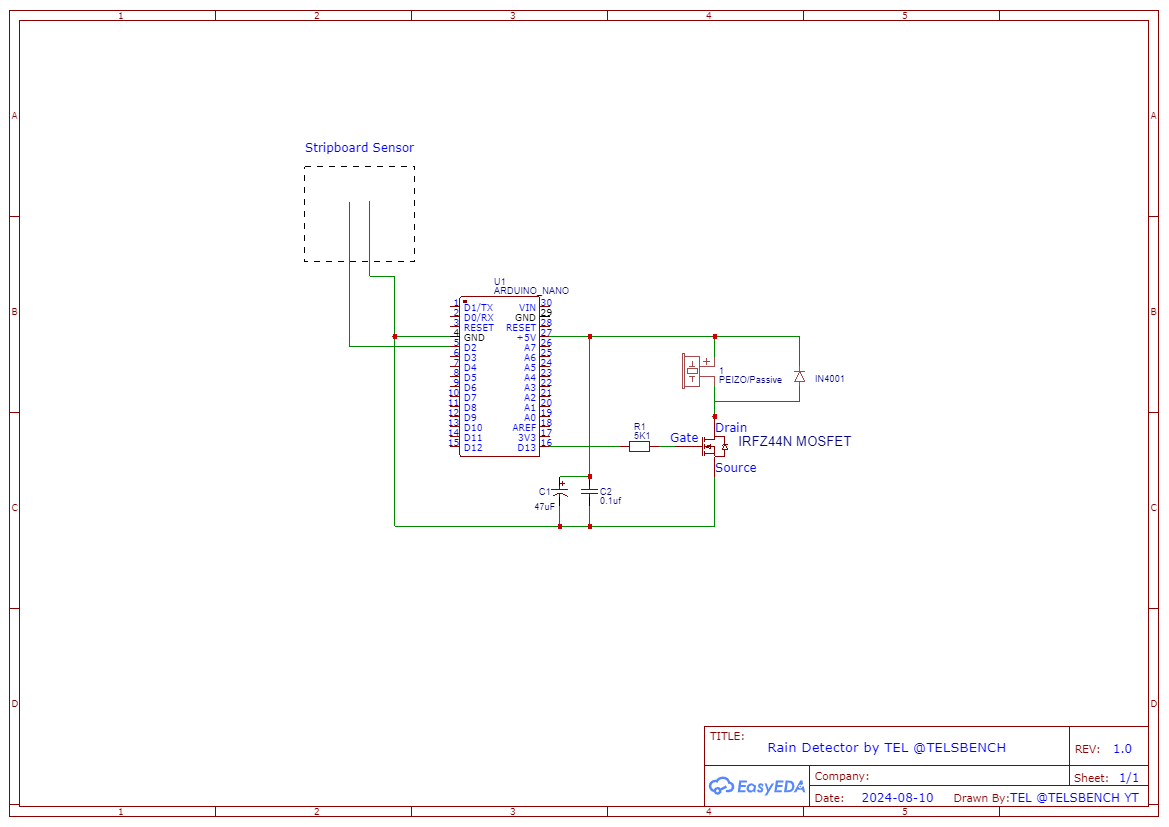 1 2 3 4 5
A A
Stripboard Sensor
U1
ARDUINO_NANO
B B
1 D1/TX VIN 30
2 D0/RX GND 29
3 RESET RESET 28
4 GND +5V 27
5 D2 A7 26
6 D3 A6 25
7 D4 A5 24
8 D5 A4 23
9 D6 A3 22
10 D7 A2 21
11 D8 A1 20
12 D9 A0 19
13 D10 AREF 18
14 D11 3V3 17
15 D12 D13 16
+
1
PEIZO/Passive
IN4001
R1
5K1
Gate
Drain
IRFZ44N MOSFET
Source
+
C1
47uF
C2
0.1uf
C C
D D
TITLE:
Rain Detector by TEL @TELSBENCH
REV: 1.0
EasyEDA
Company:
Sheet: 1/1
Date: 2024-08-10 Drawn By: TEL @TELSBENCH YT
1 2 3 4 5